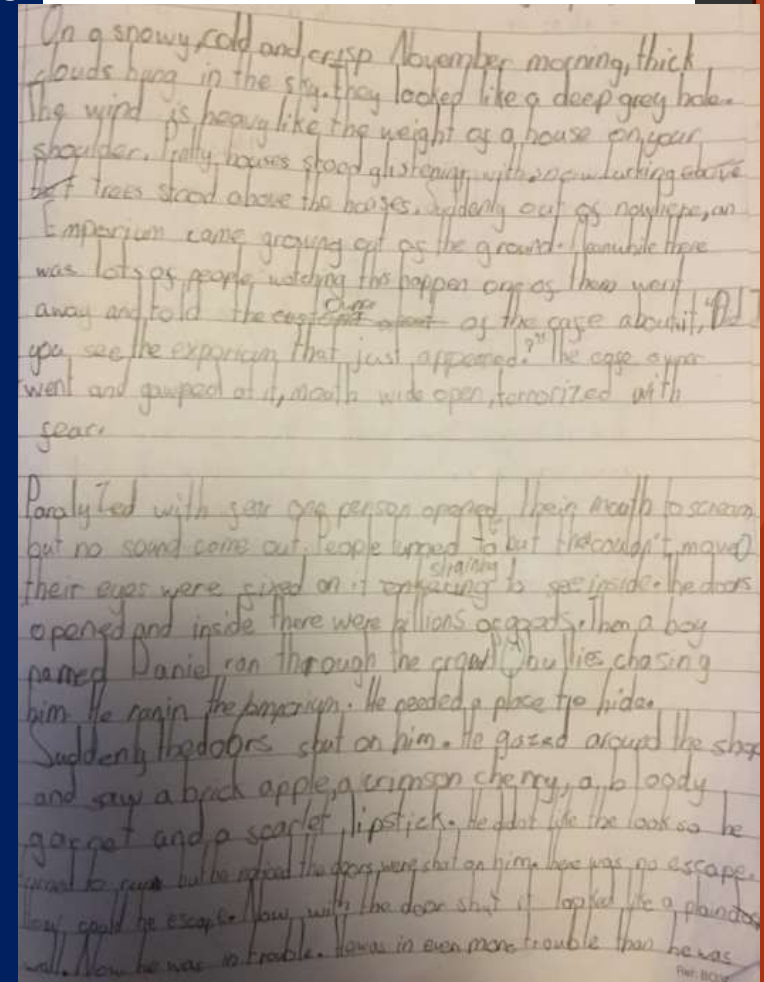 On a snowy, cold and, crisp November morning, thick
clouds hang in the sky. they looked like a deep grey hole.
The wind is heavy like the weight of a house on your
shoulder. Pretty houses stood glistening, with snow lurking above
trees stood above the houses. Suddenly out of nowhere, an
Emporium came growing out of the ground. Meanwhile there
was lots of people watching this happen one of them went
away and told the owner of the cafe about it, "Did
you see the exporium that just appeared?" The cafe owner
went and gawped at it, mouth wide open, terrorized with
fear.
Paralyzed with fear one person opened their mouth to scream
but no sound come out. People to but the couldn't move
their eyes were fixed on it straining to see inside. The doors
opened and inside there were billions of goods. Then a boy
named Daniel ran through the crowd bullies chasing
him. He ran in the emporium. He needed a place to hide.
Suddenly the doors shut on him. He gazed around the shop
and saw a brick apple, a crimson cherry, a bloody
garnet and a scarlet lipstick. He didnt like the look so he
to but he noticed the doors were shut on him. there was no escape.
How could he escape. Now with the door shut it looked like a plain
wall. Now he was in trouble. He was in even more trouble than he was